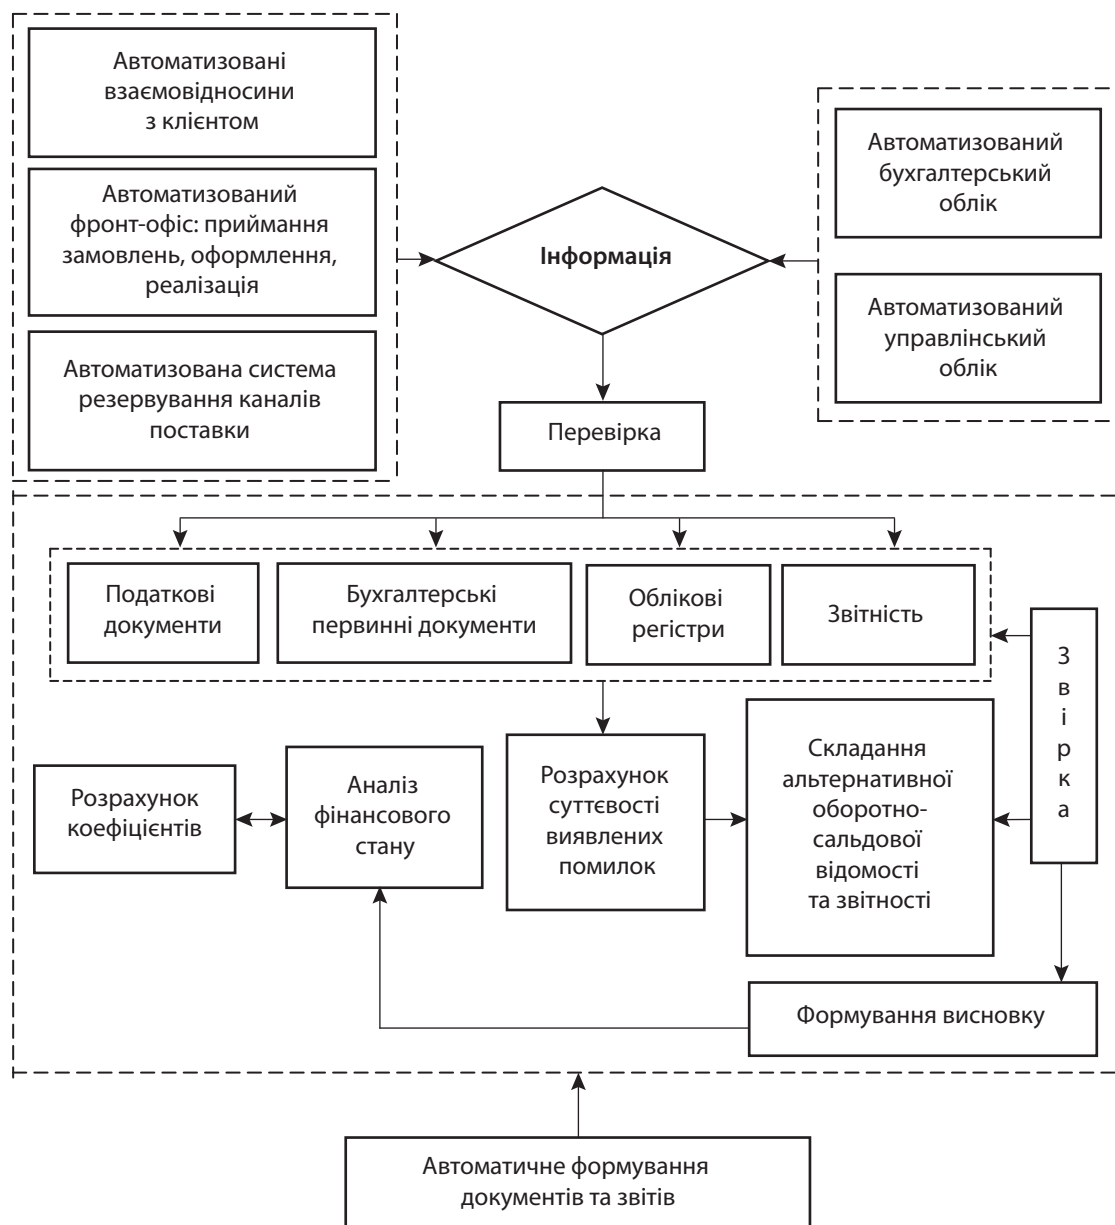 Автоматизовані
взаємовідносини
з клієнтом
Автоматизований
фронт-офіс: приймання
замовлень, оформлення,
реалізація
Автоматизована система
резервування каналів
поставки
Інформація
Автоматизований
бухгалтерський
облік
Автоматизований
управлінський
облік
Перевірка
Податкові
документи
Бухгалтерські
первинні документи
Облікові
регістри
Звітність
З
в
і
р
к
а
Розрахунок
коефіцієнтів
Аналіз
фінансового
стану
Розрахунок
суттєвості
виявлених
помилок
Складання
альтернативної
оборотно-
сальдової
відомості
та звітності
Формування висновку
Автоматичне формування
документів та звітів